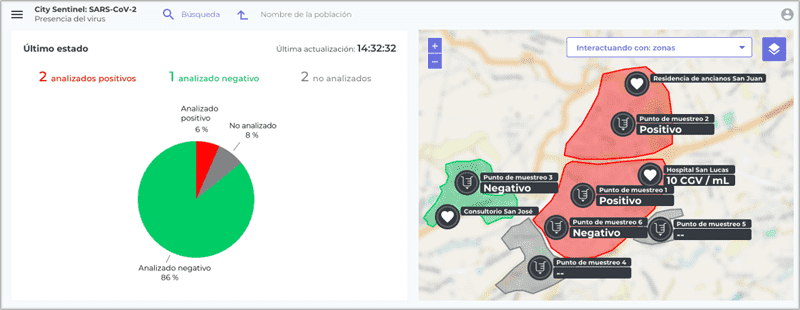 City Sentinel: SARS-CoV-2
Presencia del virus
Búsqueda
Nombre de la población
Último estado
Última actualización: 14:32:32
2 analizados positivos
1 analizado negativo
2 no analizados
Analizado
positivo
6 %
No analizado
8 %
Analizado negativo
86 %
+
−
Interactuando con: zonas
Residencia de ancianos San Juan
Punto de muestreo 2
Positivo
Hospital San Lucas
10 CGV / mL
Punto de muestreo 3
Negativo
Punto de muestreo 1
Positivo
Consultorio San José
Punto de muestreo 6
Negativo
Punto de muestreo 5
--
Punto de muestreo 4
--